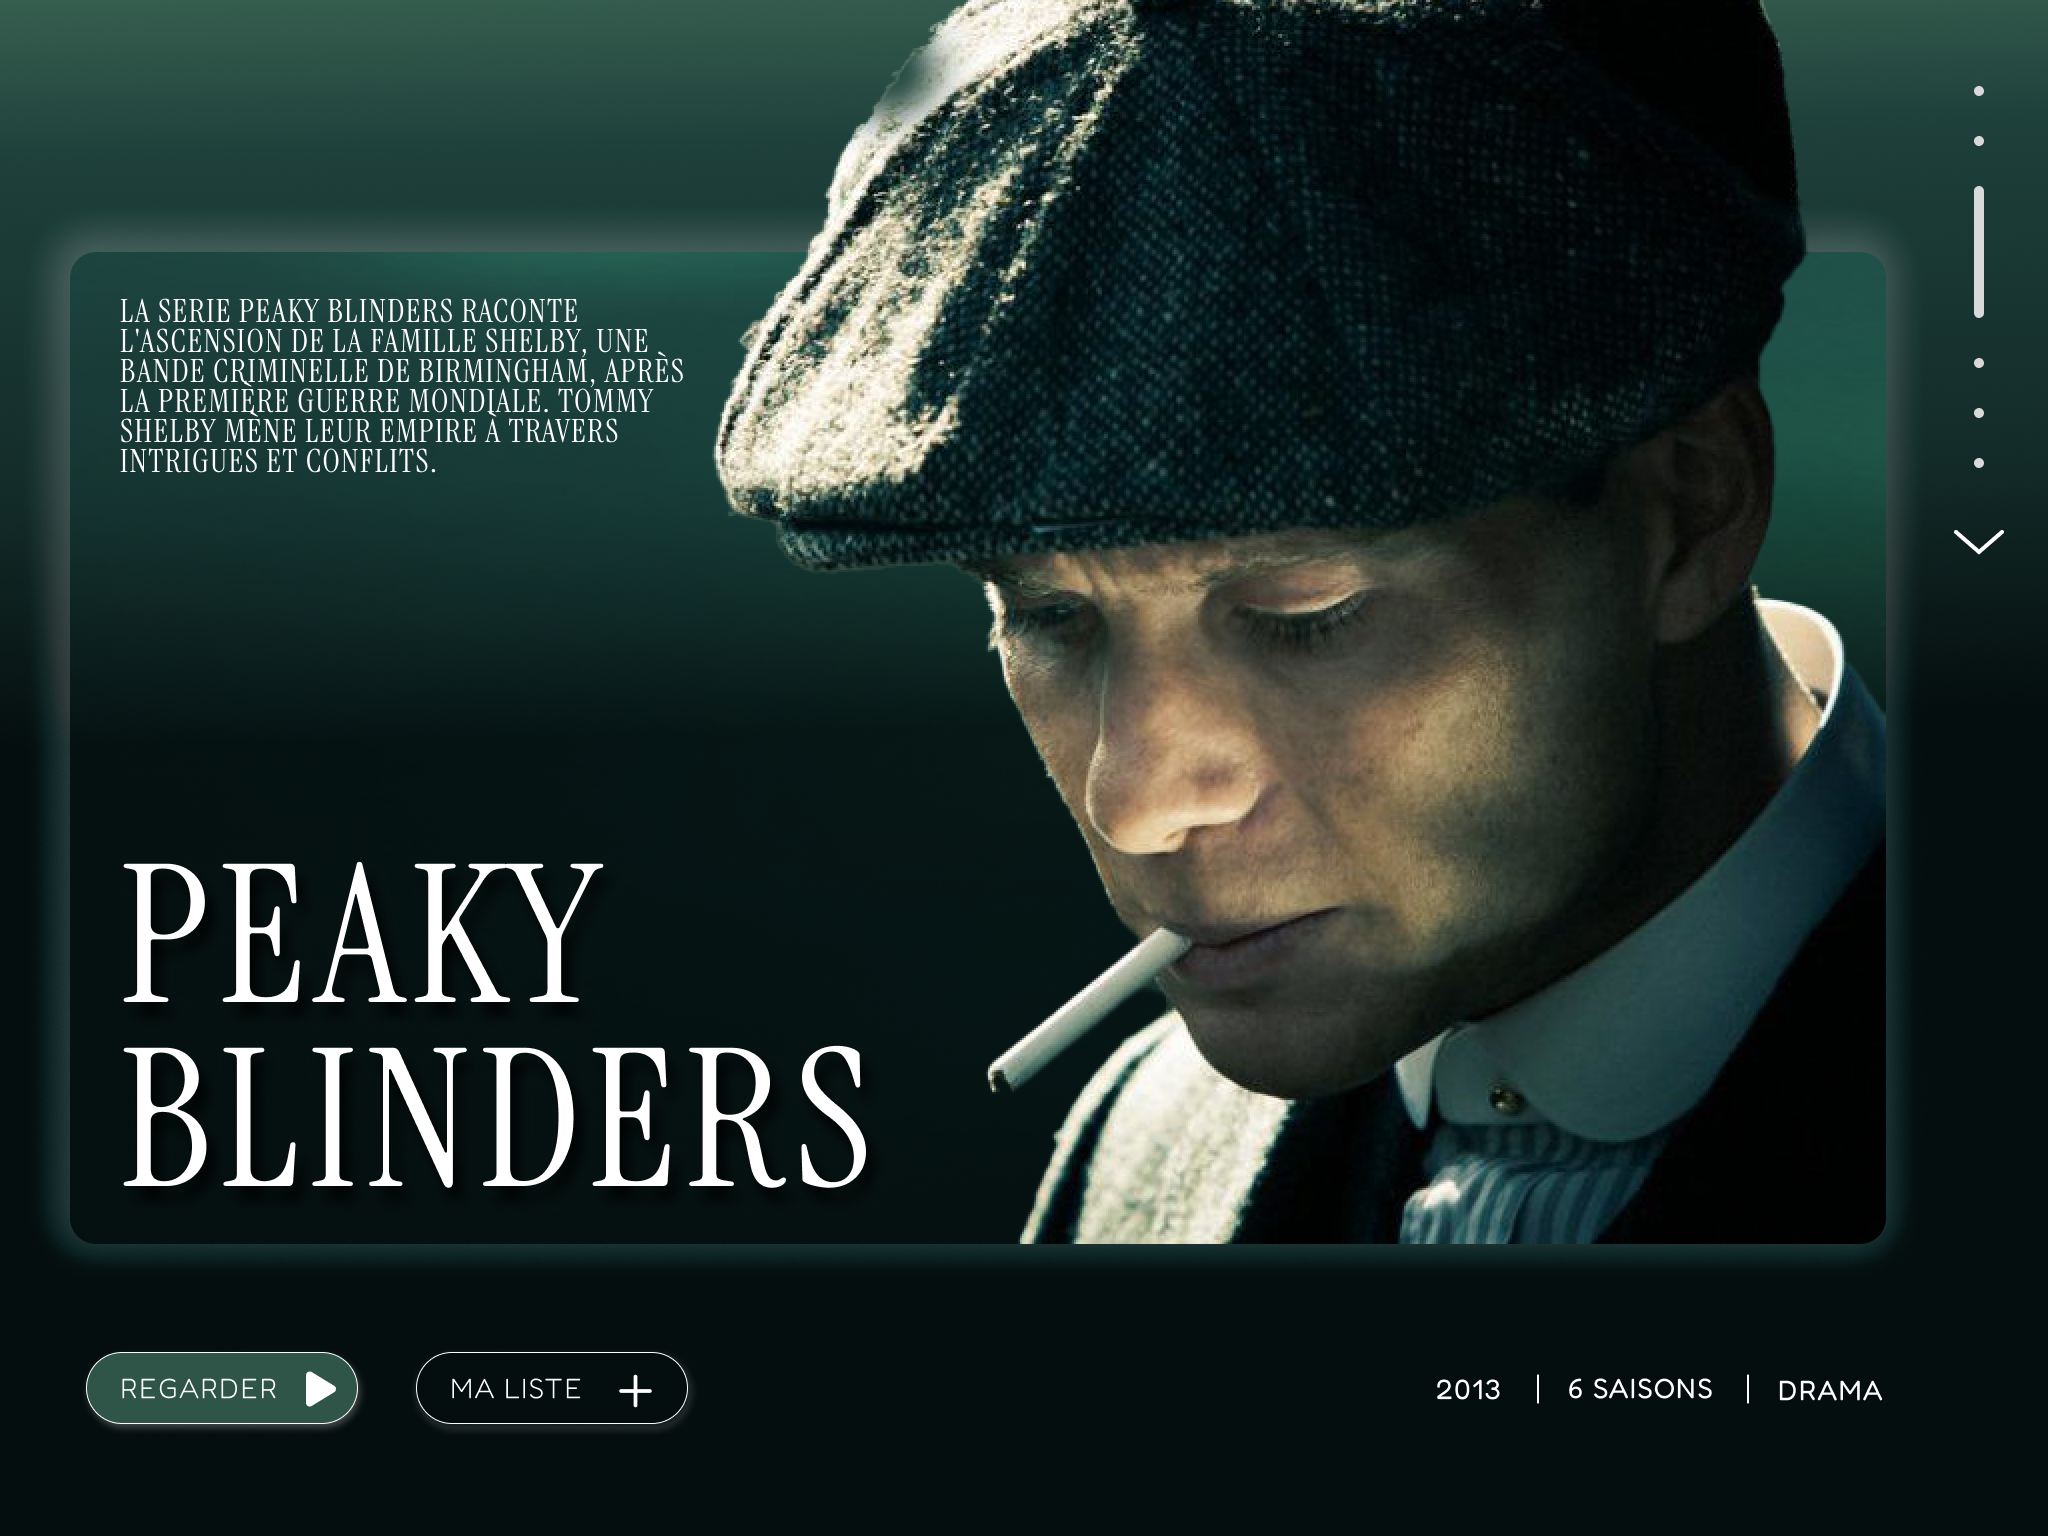 LA SERIE PEAKY BLINDERS RACONTE
L'ASCENSION DE LA FAMILLE SHELBY, UNE
BANDE CRIMINELLE DE BIRMINGHAM, APRÈS
LA PREMIÈRE GUERRE MONDIALE. TOMMY
SHELBY MÈNE LEUR EMPIRE À TRAVERS
INTRIGUES ET CONFLITS.
PEAKY
BLINDERS
REGARDER
MA LISTE
2013 | 6 SAISONS | DRAMA